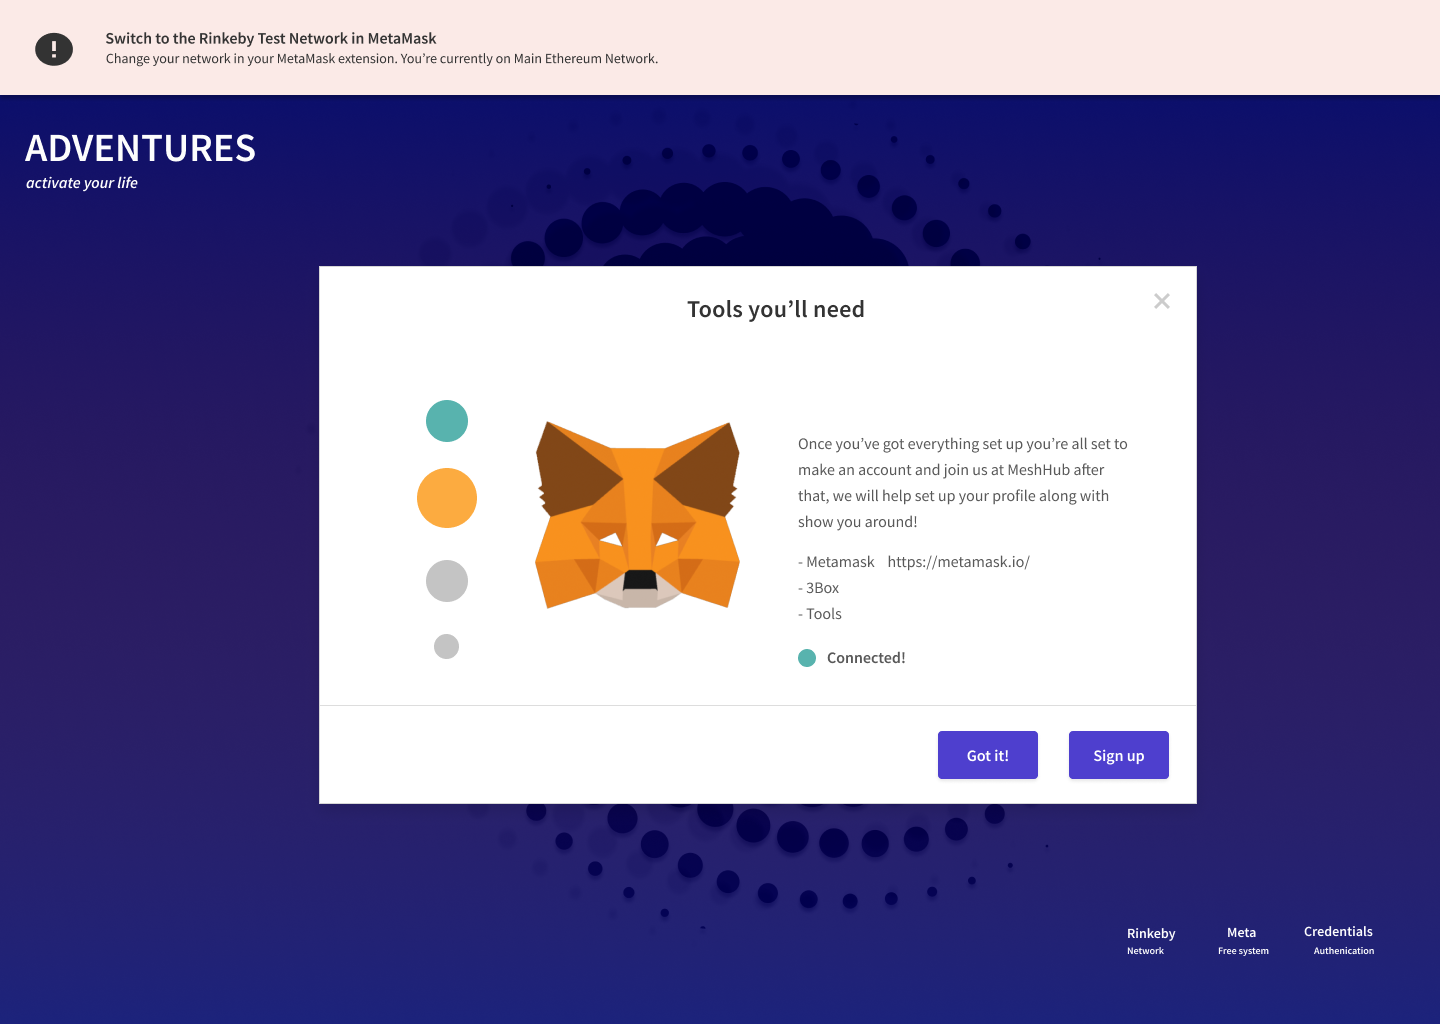 Switch to the Rinkeby Test Network in MetaMask
Change your network in your MetaMask extension. You’re currently on Main Ethereum Network.
ADVENTURES
activate your life
Tools you’ll need
Once you’ve got everything set up you’re all set to
make an account and join us at MeshHub after
that, we will help set up your profile along with
show you around!
- Metamask https://metamask.io/
- 3Box
- Tools
Connected!
Got it!
Sign up
Rinkeby
Network
Meta
Free system
Credentials
Authenication